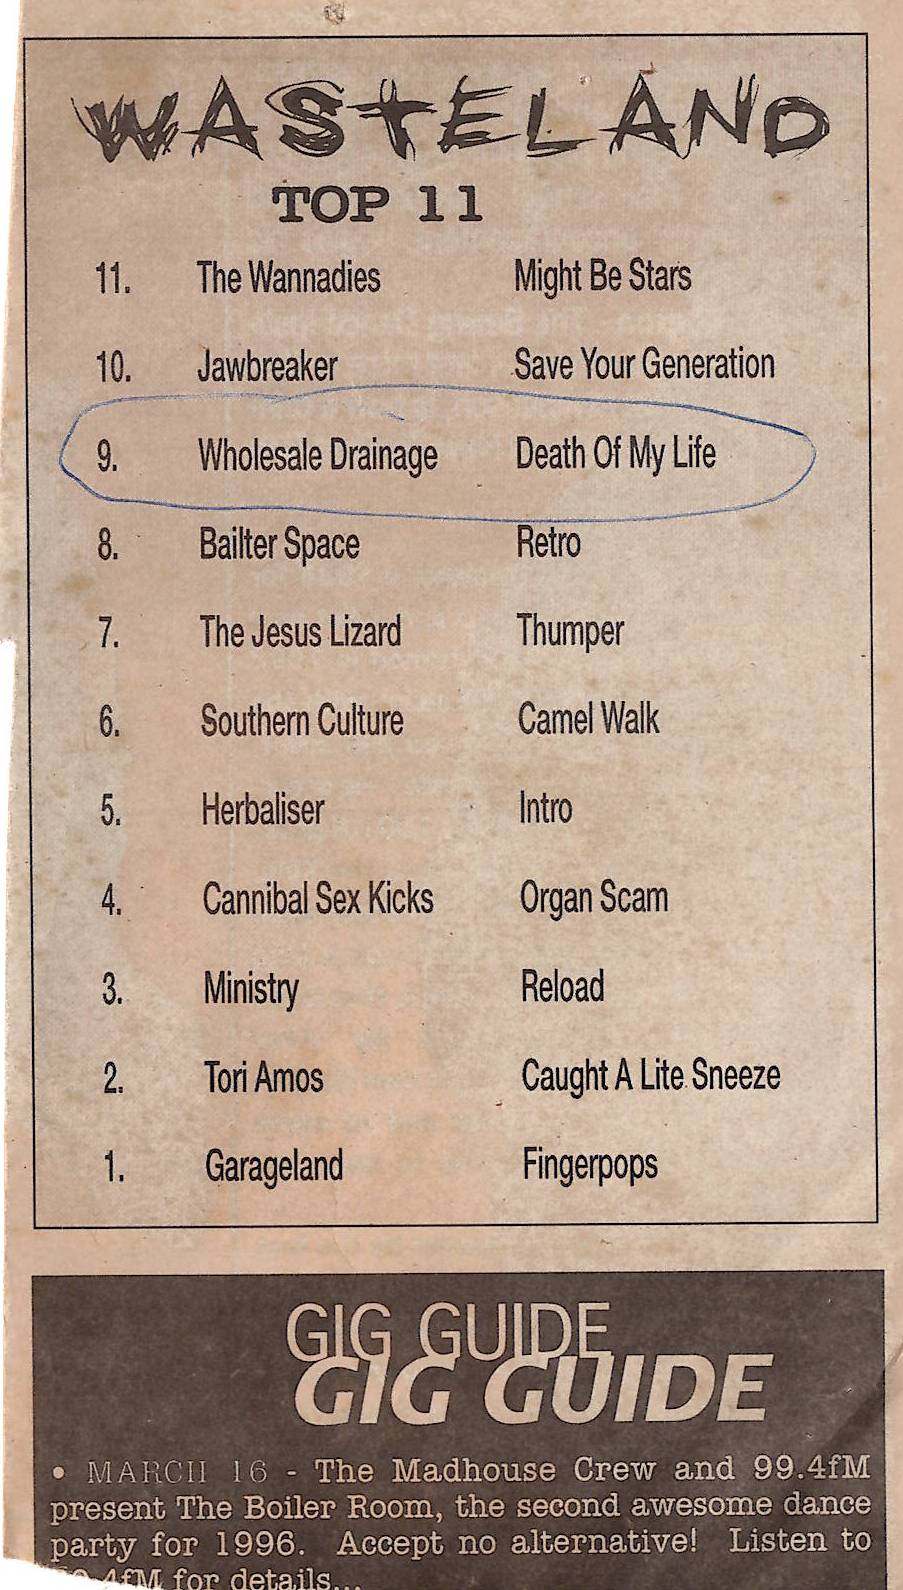 WASTELAND
TOP 11
11. The Wannadies Might Be Stars
10. Jawbreaker Save Your Generation
9. Wholesale Drainage Death Of My Life
8. Bailter Space Retro
7. The Jesus Lizard Thumper
6. Southern Culture Camel Walk
5. Herbaliser Intro
4. Cannibal Sex Kicks Organ Scam
3. Ministry Reload
2. Tori Amos Caught A Lite Sneeze
1. Garageland Fingerpops
GIG GUIDE
GIG GUIDE
• MARCH 16 - The Madhouse Crew and 99.4fM
present The Boiler Room, the second awesome dance
party for 1996. Accept no alternative! Listen to
99.4fM for details...